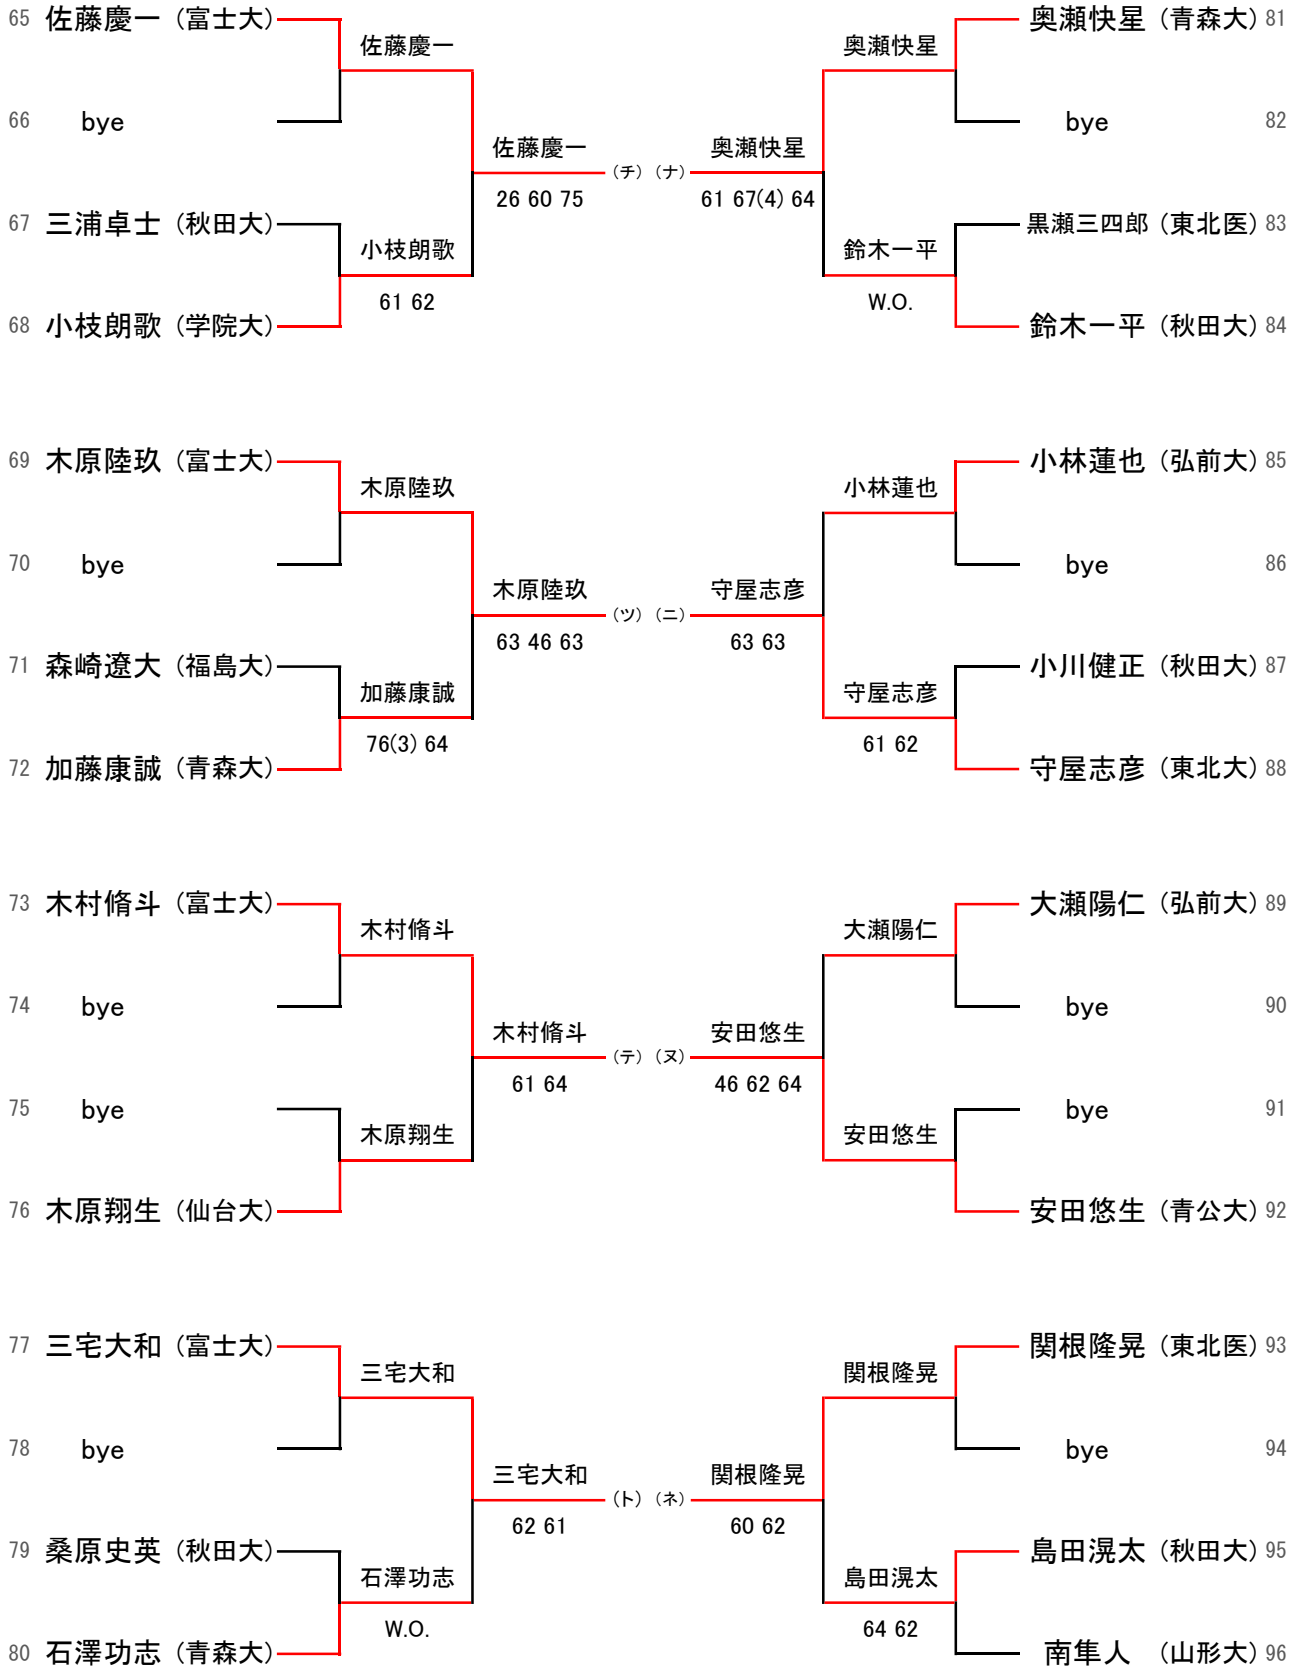 65 佐藤慶一 (富士大)
佐藤慶一
66 bye
佐藤慶一 (チ)
26 60 75
67 三浦卓士 (秋田大)
小枝朗歌
61 62
68 小枝朗歌 (学院大)
69 木原陸玖 (富士大)
木原陸玖
70 bye
木原陸玖 (ツ)
63 46 63
71 森崎遼大 (福島大)
加藤康誠
76(3) 64
72 加藤康誠 (青森大)
73 木村脩斗 (富士大)
木村脩斗
74 bye
木村脩斗 (テ)
61 64
75 bye
木原翔生
76 木原翔生 (仙台大)
77 三宅大和 (富士大)
三宅大和
78 bye
三宅大和 (ト)
62 61
79 桑原史英 (秋田大)
石澤功志
W.O.
80 石澤功志 (青森大)
奥瀬快星 (青森大) 81
奥瀬快星
bye 82
(ナ) 奥瀬快星
61 67(4) 64
黒瀬三四郎 (東北医) 83
鈴木一平
W.O.
鈴木一平 (秋田大) 84
小林蓮也 (弘前大) 85
小林蓮也
bye 86
(ニ) 守屋志彦
63 63
小川健正 (秋田大) 87
守屋志彦
61 62
守屋志彦 (東北大) 88
大瀬陽仁 (弘前大) 89
大瀬陽仁
bye 90
(ヌ) 安田悠生
46 62 64
bye 91
安田悠生
安田悠生 (青公大) 92
関根隆晃 (東北医) 93
関根隆晃
bye 94
(ネ) 関根隆晃
60 62
島田滉太 (秋田大) 95
島田滉太
64 62
南隼人 (山形大) 96